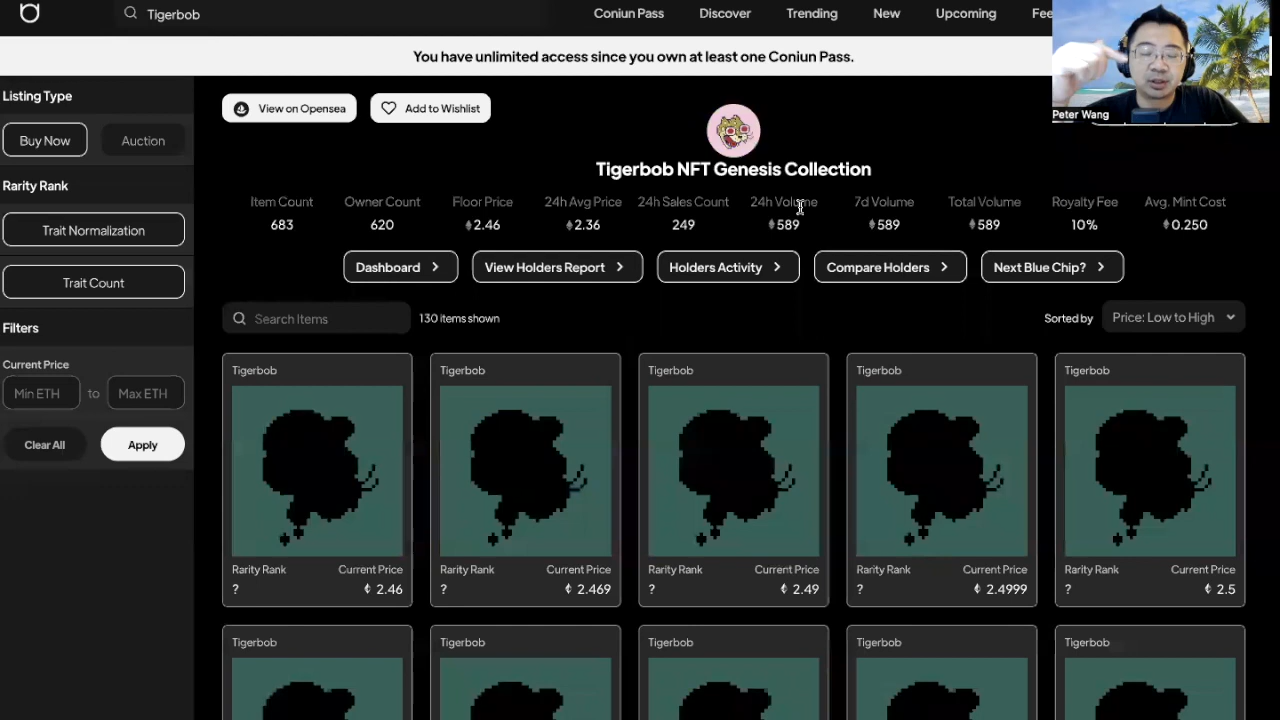 Tigerbob
Coniun Pass
Discover
Trending
New
Upcoming
You have unlimited access since you own at least one Coniun Pass.
Peter Wang
Listing Type
Buy Now
Auction
Rarity Rank
Trait Normalization
Trait Count
Filters
Current Price
Min ETH to Max ETH
Clear All
Apply
View on Opensea
Add to Wishlist
Tigerbob NFT Genesis Collection
Item Count Owner Count Floor Price 24h Avg Price 24h Sales Count 24h Volume 7d Volume Total Volume Royalty Fee Avg. Mint Cost
683 620 2.46 2.36 249 589 589 589 10% 0.250
Dashboard View Holders Report Holders Activity Compare Holders Next Blue Chip?
Search Items 130 items shown Sorted by Price: Low to High
Tigerbob Tigerbob Tigerbob Tigerbob Tigerbob
Rarity Rank Current Price Rarity Rank Current Price Rarity Rank Current Price Rarity Rank Current Price Rarity Rank Current Price
? 2.46 ? 2.469 ? 2.49 ? 2.4999 ? 2.5
Tigerbob Tigerbob Tigerbob Tigerbob Tigerbob